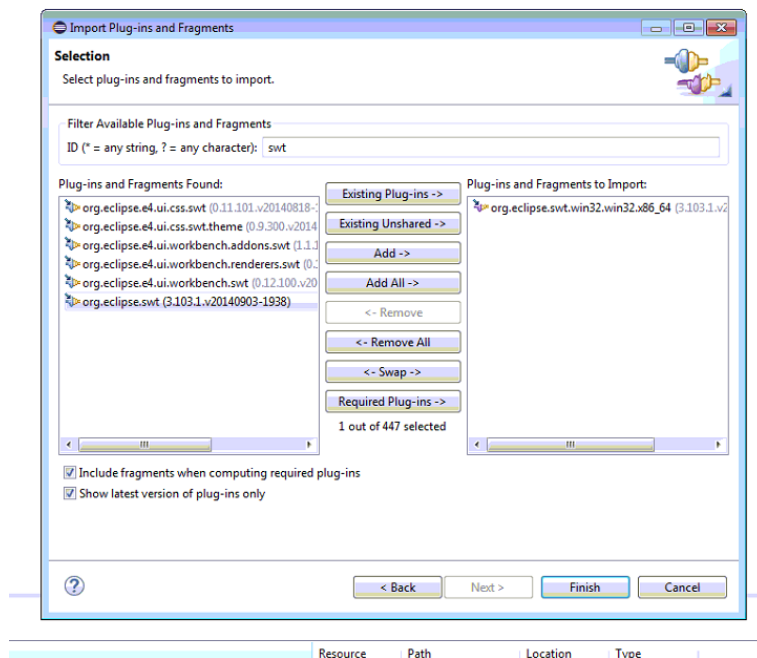 Import Plug-ins and Fragments
Selection
Select plug-ins and fragments to import.
Filter Available Plug-ins and Fragments
ID (* = any string, ? = any character): swt
Plug-ins and Fragments Found:
org.eclipse.e4.ui.css.swt (0.11.101.v20140818-
org.eclipse.e4.ui.css.swt.theme (0.9.300.v2014
org.eclipse.e4.ui.workbench.addons.swt (1.1.1
org.eclipse.e4.ui.workbench.renderers.swt (0.
org.eclipse.e4.ui.workbench.swt (0.12.100.v20
org.eclipse.swt (3.103.1.v20140903-1938)
Existing Plug-ins ->
Existing Unshared ->
Add ->
Add All ->
<- Remove
<- Remove All
<- Swap ->
Required Plug-ins ->
1 out of 447 selected
Plug-ins and Fragments to Import:
org.eclipse.swt.win32.win32.x86_64 (3.103.1.v2
Include fragments when computing required plug-ins
Show latest version of plug-ins only
?
< Back
Next >
Finish
Cancel
Resource Path Location Type